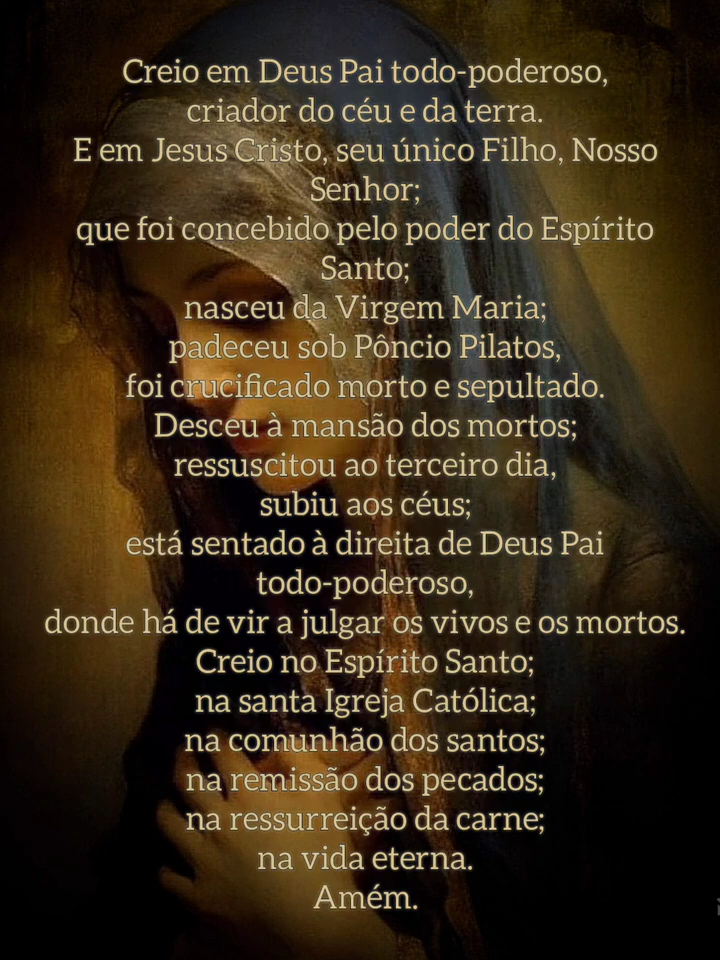 Creio em Deus Pai todo-poderoso,
criador do céu e da terra.
E em Jesus Cristo, seu único Filho, Nosso
Senhor;
que foi concebido pelo poder do Espírito
Santo;
nasceu da Virgem Maria;
padeceu sob Pôncio Pilatos,
foi crucificado morto e sepultado.
Desceu à mansão dos mortos;
ressuscitou ao terceiro dia,
subiu aos céus;
está sentado à direita de Deus Pai
todo-poderoso,
donde há de vir a julgar os vivos e os mortos.
Creio no Espírito Santo;
na santa Igreja Católica;
na comunhão dos santos;
na remissão dos pecados;
na ressurreição da carne;
na vida eterna.
Amém.